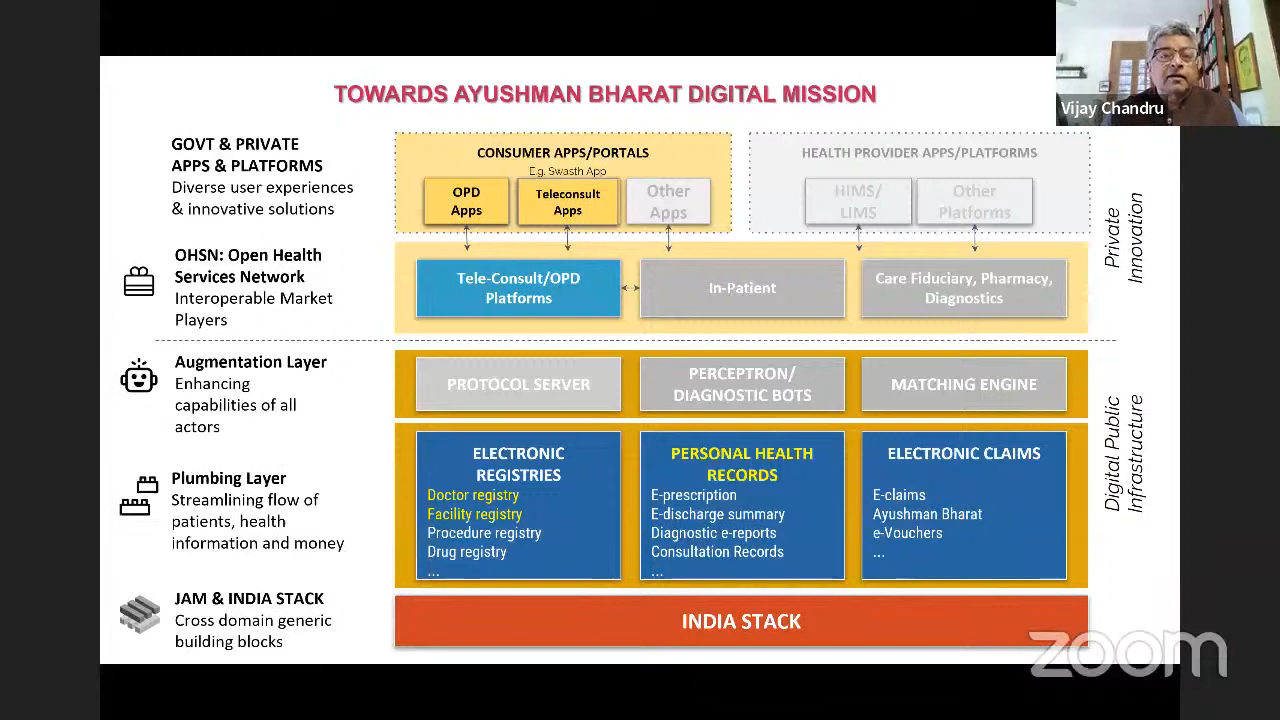 Vijay Chandru
TOWARDS AYUSHMAN BHARAT DIGITAL MISSION
GOVT & PRIVATE
APPS & PLATFORMS
Diverse user experiences
& innovative solutions
CONSUMER APPS/PORTALS
E.g. Swasth App
OPD
Apps
Teleconsult
Apps
Other
Apps
HEALTH PROVIDER APPS/PLATFORMS
HIMS/
LIMS
Other
Platforms
Private
Innovation
OHSN: Open Health
Services Network
Interoperable Market
Players
Tele-Consult/OPD
Platforms
In-Patient
Care Fiduciary, Pharmacy,
Diagnostics
Augmentation Layer
Enhancing
capabilities of all
actors
PROTOCOL SERVER
PERCEPTRON/
DIAGNOSTIC BOTS
MATCHING ENGINE
Digital Public
Infrastructure
Plumbing Layer
Streamlining flow of
patients, health
information and money
ELECTRONIC
REGISTRIES
Doctor registry
Facility registry
Procedure registry
Drug registry
...
PERSONAL HEALTH
RECORDS
E-prescription
E-discharge summary
Diagnostic e-reports
Consultation Records
...
ELECTRONIC CLAIMS
E-claims
Ayushman Bharat
e-Vouchers
...
JAM & INDIA STACK
Cross domain generic
building blocks
INDIA STACK
zoom